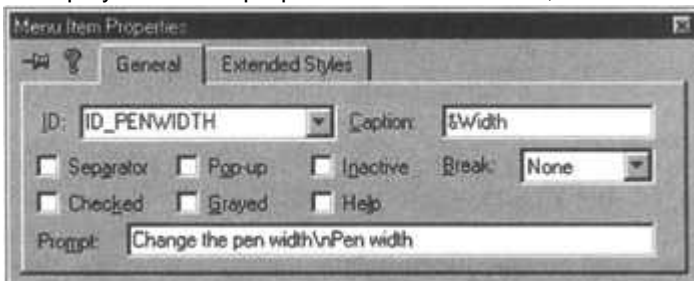 Menu Item Properties
General Extended Styles
ID: ID_PENWIDTH Caption: &Width
Separator Pop-up Inactive Break: None
Checked Grayed Help
Prompt: Change the pen width\nPen width